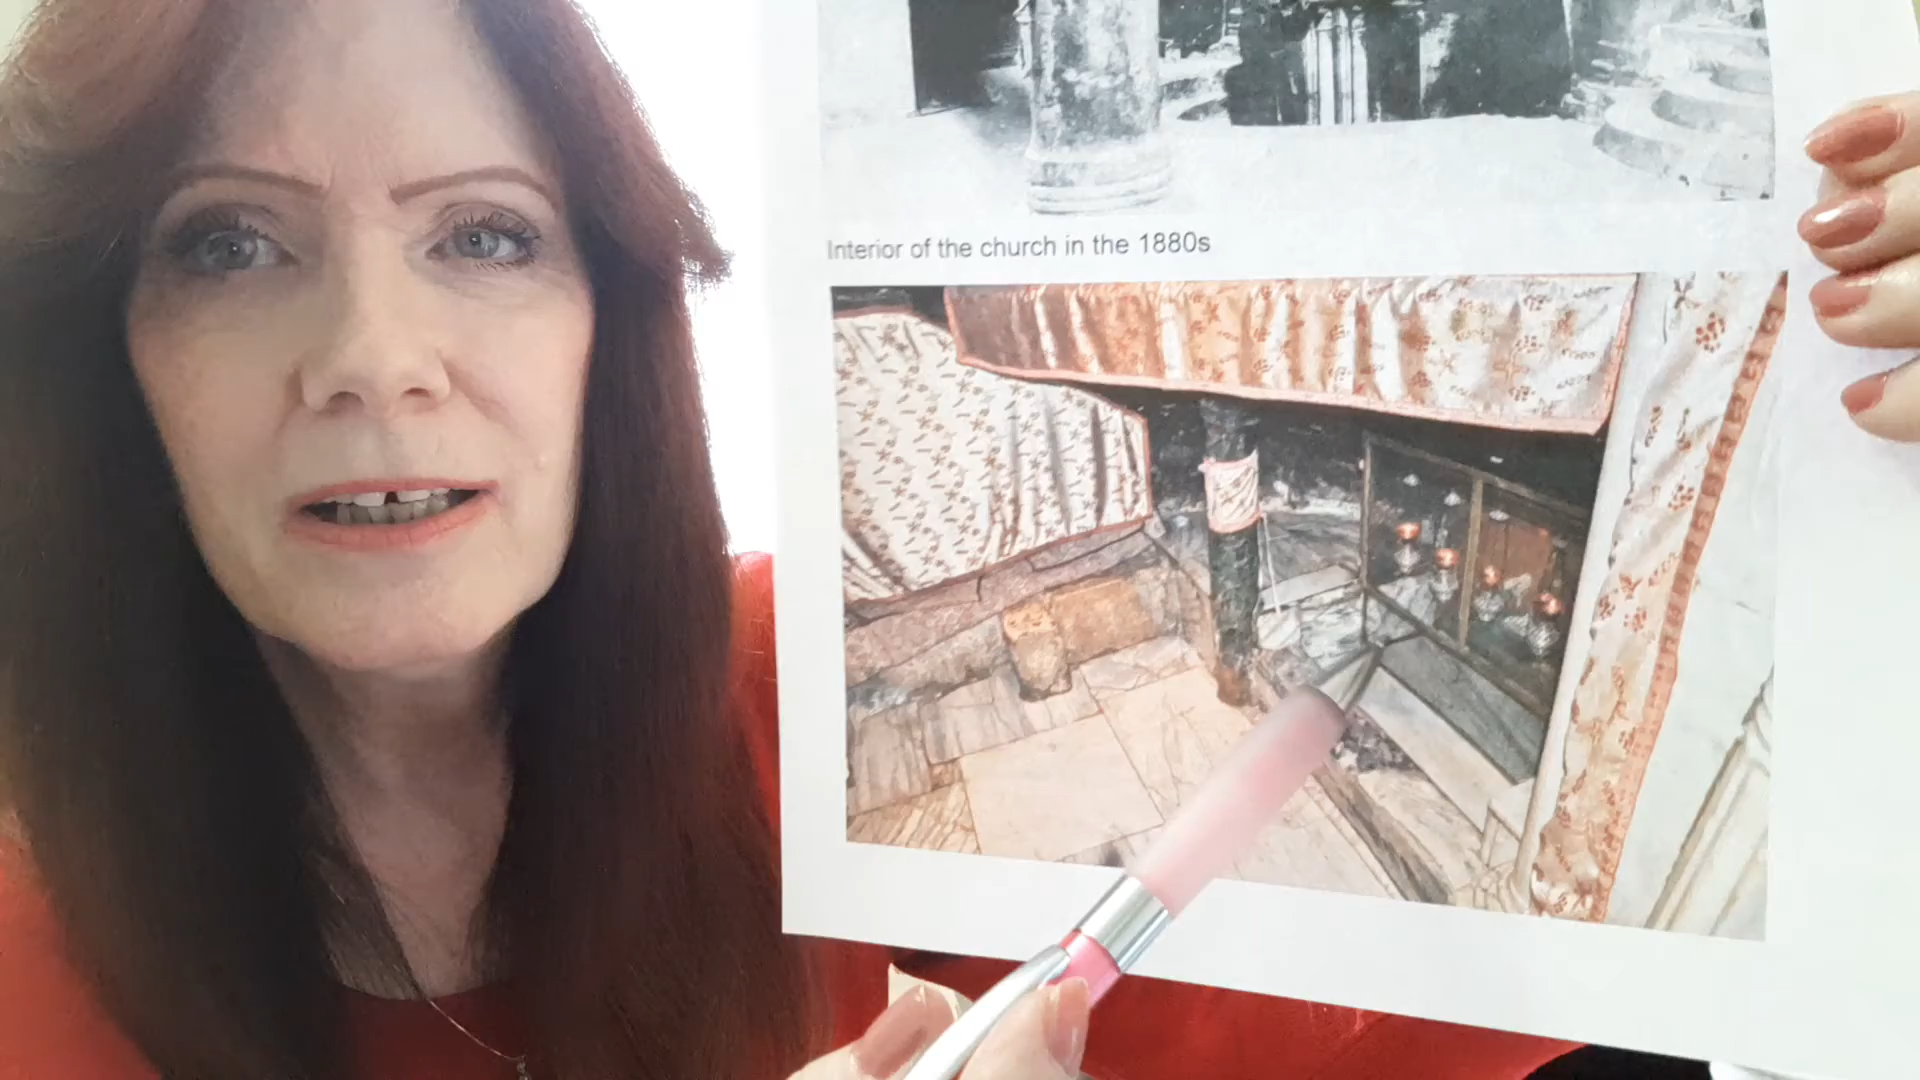 Interior of the church in the 1880s